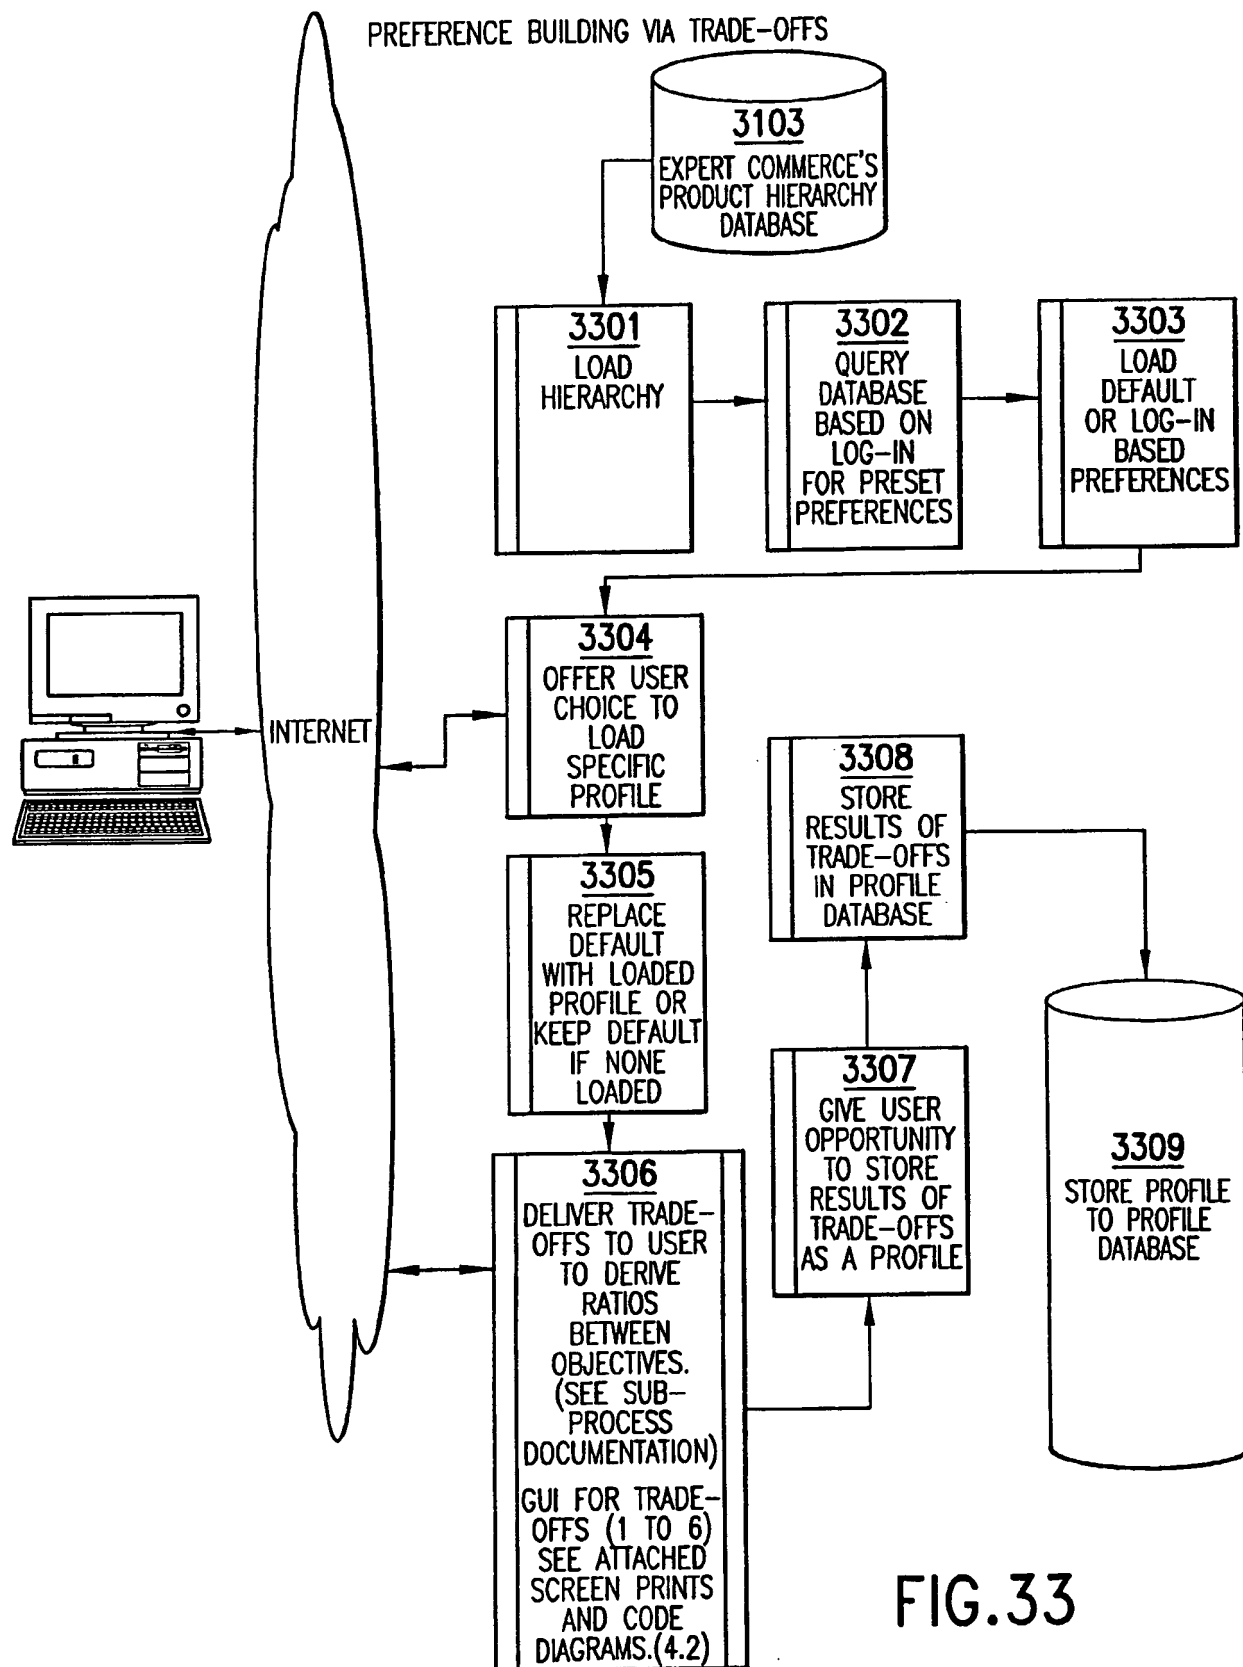 PREFERENCE BUILDING VIA TRADE-OFFS
3103
EXPERT COMMERCE'S
PRODUCT HIERARCHY
DATABASE
3301
LOAD
HIERARCHY
3302
QUERY
DATABASE
BASED ON
LOG-IN
FOR PRESET
PREFERENCES
3303
LOAD
DEFAULT
OR LOG-IN
BASED
PREFERENCES
3304
OFFER USER
CHOICE TO
LOAD
SPECIFIC
PROFILE
INTERNET
3305
REPLACE
DEFAULT
WITH LOADED
PROFILE OR
KEEP DEFAULT
IF NONE
LOADED
3306
DELIVER TRADE-
OFFS TO USER
TO DERIVE
RATIOS
BETWEEN
OBJECTIVES.
(SEE SUB-
PROCESS
DOCUMENTATION)
GUI FOR TRADE-
OFFS (1 TO 6)
SEE ATTACHED
SCREEN PRINTS
AND CODE
DIAGRAMS.(4.2)
3307
GIVE USER
OPPORTUNITY
TO STORE
RESULTS OF
TRADE-OFFS
AS A PROFILE
3308
STORE
RESULTS OF
TRADE-OFFS
IN PROFILE
DATABASE
3309
STORE PROFILE
TO PROFILE
DATABASE
FIG.33